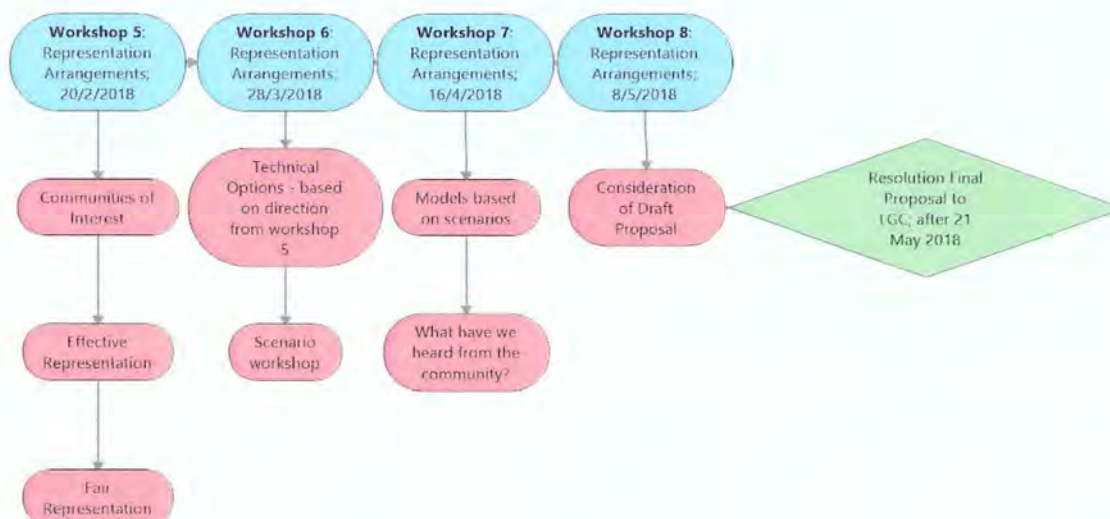 Workshop 5:
Representation
Arrangements;
20/2/2018
Workshop 6:
Representation
Arrangements;
28/3/2018
Workshop 7:
Representation
Arrangements;
16/4/2018
Workshop 8:
Representation
Arrangements;
8/5/2018
Communities of
Interest
Technical
Options - based
on direction
from workshop
5
Models based
on scenarios
Consideration
of Draft
Proposal
Resolution Final
Proposal to
LGC; after 21
May 2018
Effective
Representation
Scenario
workshop
What have we
heard from the
community?
Fair
Representation